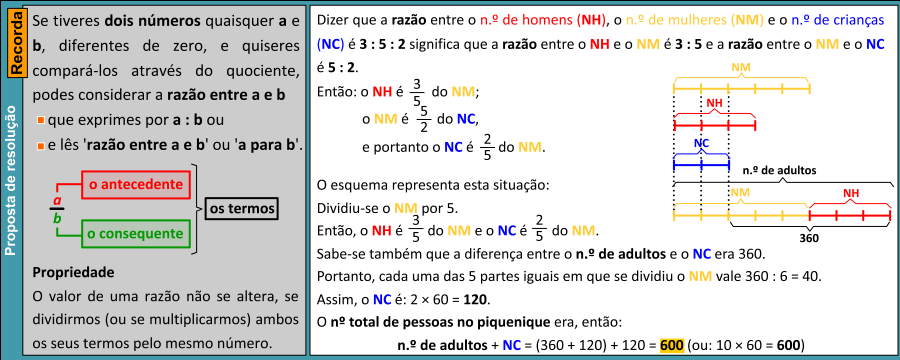 Proposta de resolução
Recorda
Se tiveres dois números quaisquer a e
b, diferentes de zero, e quiseres
compará-los através do quociente,
podes considerar a razão entre a e b
que exprimes por a : b ou
e lês 'razão entre a e b' ou 'a para b'.
a
b
o antecedente
o consequente
os termos
Propriedade
O valor de uma razão não se altera, se
dividirmos (ou se multiplicarmos) ambos
os seus termos pelo mesmo número.
Dizer que a razão entre o n.º de homens (NH), o n.º de mulheres (NM) e o n.º de crianças
(NC) é 3 : 5 : 2 significa que a razão entre o NH e o NM é 3 : 5 e a razão entre o NM e o NC
é 5 : 2.
Então: o NH é 3/5 do NM;
o NM é 5/2 do NC,
e portanto o NC é 2/5 do NM.
O esquema representa esta situação:
Dividiu-se o NM por 5.
Então, o NH é 3/5 do NM e o NC é 2/5 do NM.
NM
NH
NC
n.º de adultos
NM
NH
360
Sabe-se também que a diferença entre o n.º de adultos e o NC era 360.
Portanto, cada uma das 5 partes iguais em que se dividiu o NM vale 360 : 6 = 40.
Assim, o NC é: 2 × 60 = 120.
O nº total de pessoas no piquenique era, então:
n.º de adultos + NC = (360 + 120) + 120 = 600 (ou: 10 × 60 = 600)